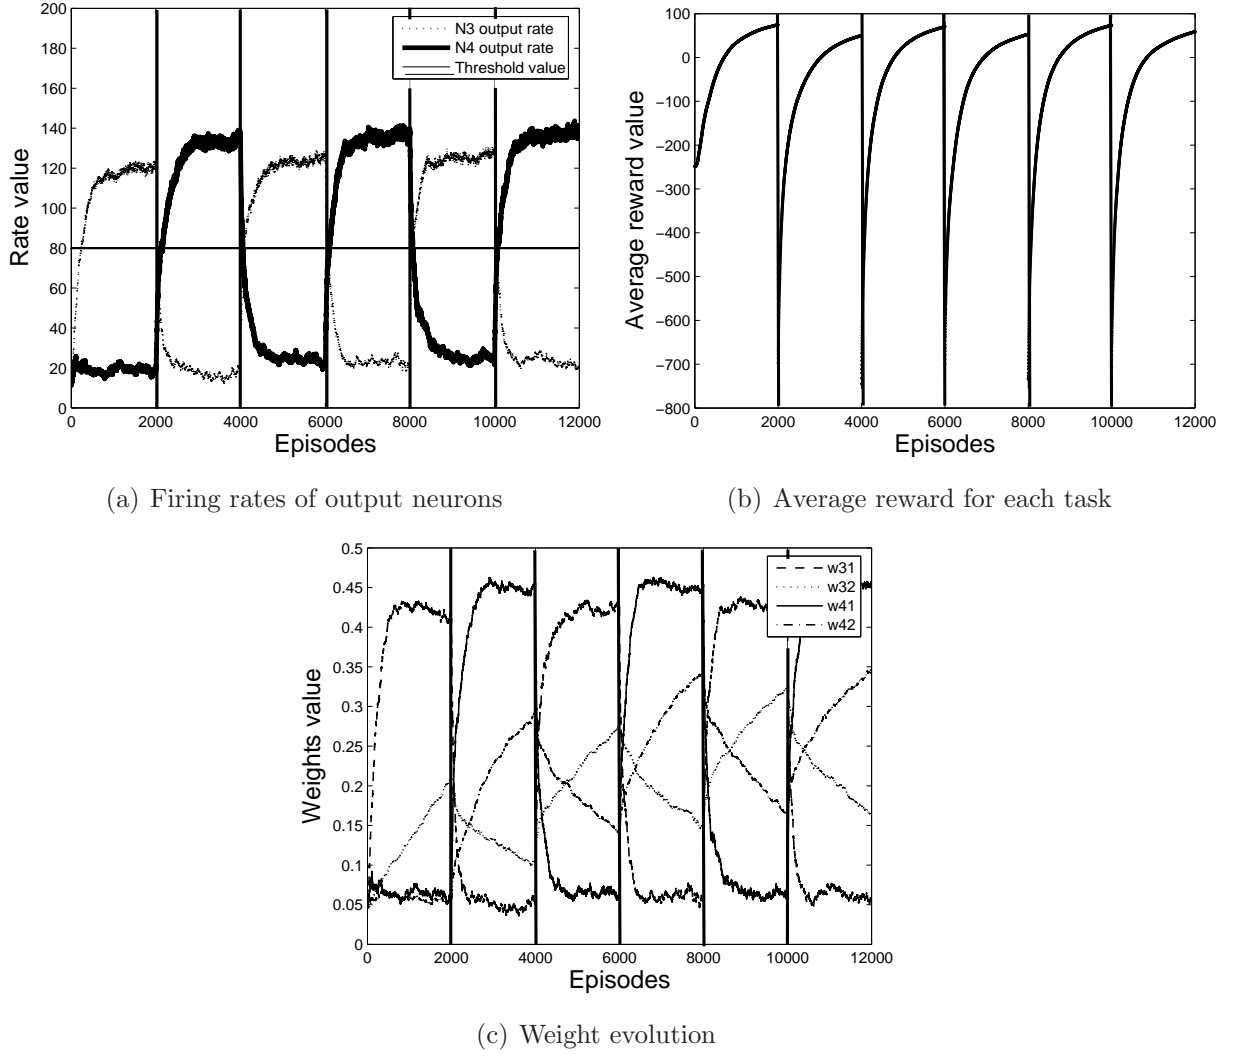 200
180
160
140
120
100
80
60
40
20
0
Rate value
N3 output rate
N4 output rate
Threshold value
0 2000 4000 6000 8000 10000 12000
Episodes
(a) Firing rates of output neurons
100
0
−100
−200
−300
−400
−500
−600
−700
−800
Average reward value
0 2000 4000 6000 8000 10000 12000
Episodes
(b) Average reward for each task
0.5
0.45
0.4
0.35
0.3
0.25
0.2
0.15
0.1
0.05
0
Weights value
w31
w32
w41
w42
0 2000 4000 6000 8000 10000 12000
Episodes
(c) Weight evolution